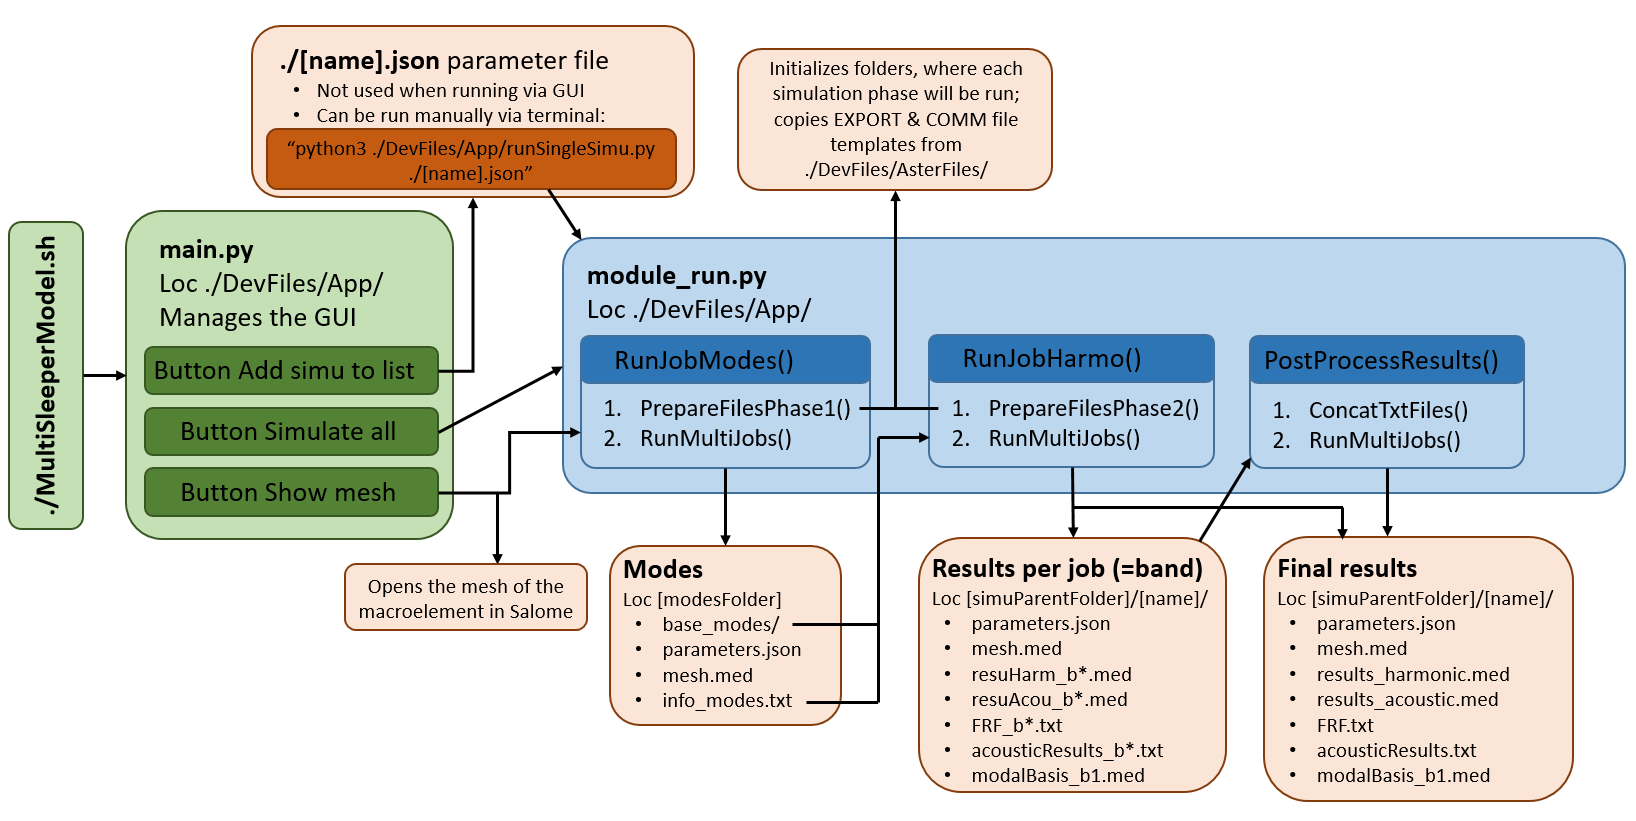 ./[name].json parameter file
• Not used when running via GUI
• Can be run manually via terminal:
“python3 ./DevFiles/App/runSingleSimu.py
./[name].json”
Initializes folders, where each
simulation phase will be run;
copies EXPORT & COMM file
templates from
./DevFiles/AsterFiles/
./MultiSleeperModel.sh
main.py
Loc ./DevFiles/App/
Manages the GUI
Button Add simu to list
Button Simulate all
Button Show mesh
Opens the mesh of the
macroelement in Salome
module_run.py
Loc ./DevFiles/App/
RunJobModes()
1. PrepareFilesPhase1()
2. RunMultiJobs()
RunJobHarmo()
1. PrepareFilesPhase2()
2. RunMultiJobs()
PostProcessResults()
1. ConcatTxtFiles()
2. RunMultiJobs()
Modes
Loc [modesFolder]
• base_modes/
• parameters.json
• mesh.med
• info_modes.txt
Results per job (=band)
Loc [simuParentFolder]/[name]/
• parameters.json
• mesh.med
• resuHarm_b*.med
• resuAcou_b*.med
• FRF_b*.txt
• acousticResults_b*.txt
• modalBasis_b1.med
Final results
Loc [simuParentFolder]/[name]/
• parameters.json
• mesh.med
• results_harmonic.med
• results_acoustic.med
• FRF.txt
• acousticResults.txt
• modalBasis_b1.med